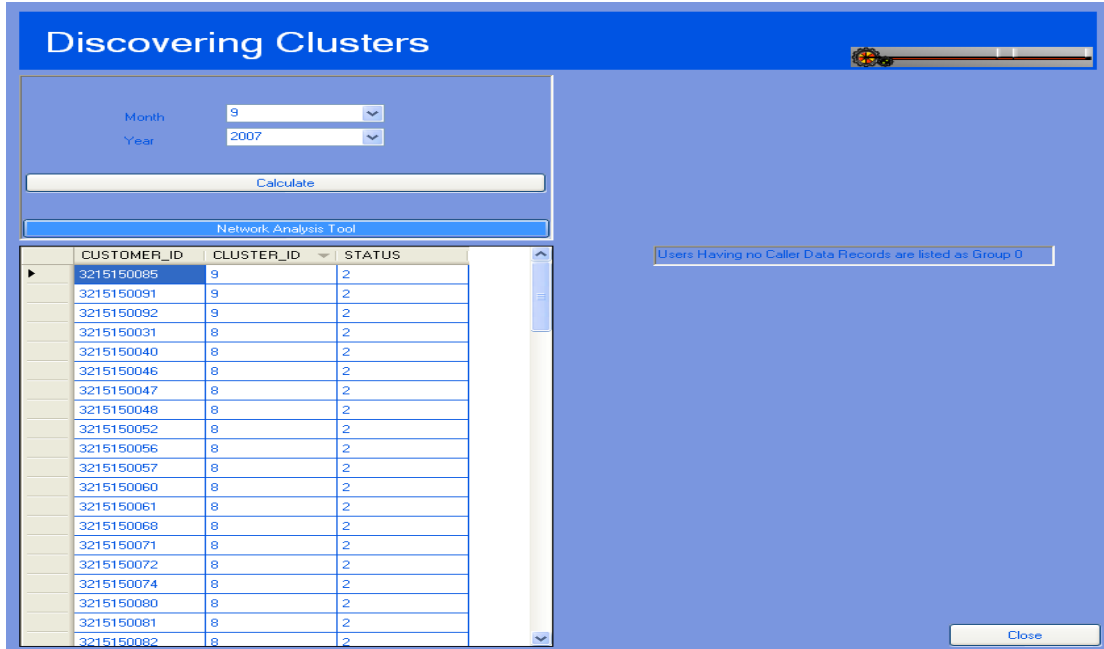 Discovering Clusters
Month 9
Year 2007
Calculate
Network Analysis Tool
CUSTOMER_ID CLUSTER_ID STATUS
3215150085 9 2
3215150091 9 2
3215150092 9 2
3215150031 8 2
3215150040 8 2
3215150046 8 2
3215150047 8 2
3215150048 8 2
3215150052 8 2
3215150056 8 2
3215150057 8 2
3215150060 8 2
3215150061 8 2
3215150068 8 2
3215150071 8 2
3215150072 8 2
3215150074 8 2
3215150080 8 2
3215150081 8 2
3215150082 8 2
Users Having no Caller Data Records are listed as Group 0
Close